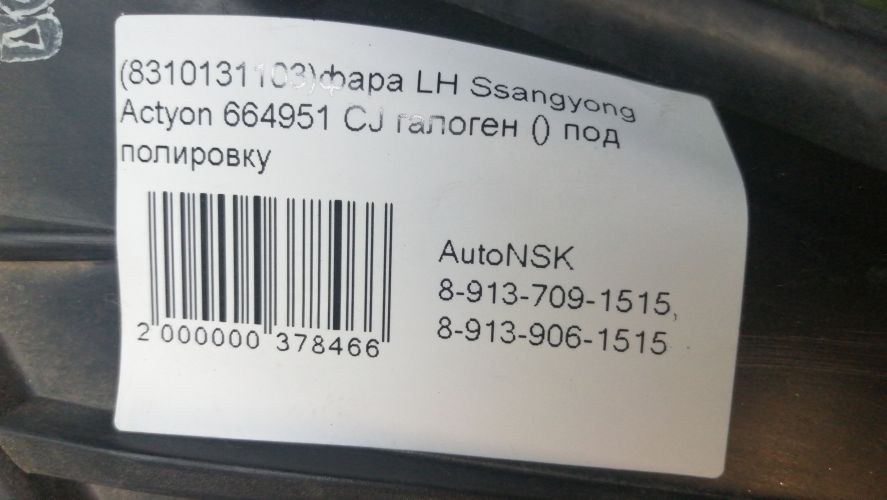 (8310131103)фара LH Ssangyong
Actyon 664951 CJ галоген () под
полировку
AutoNSK
8-913-709-1515,
8-913-906-1515
2 000000 378466